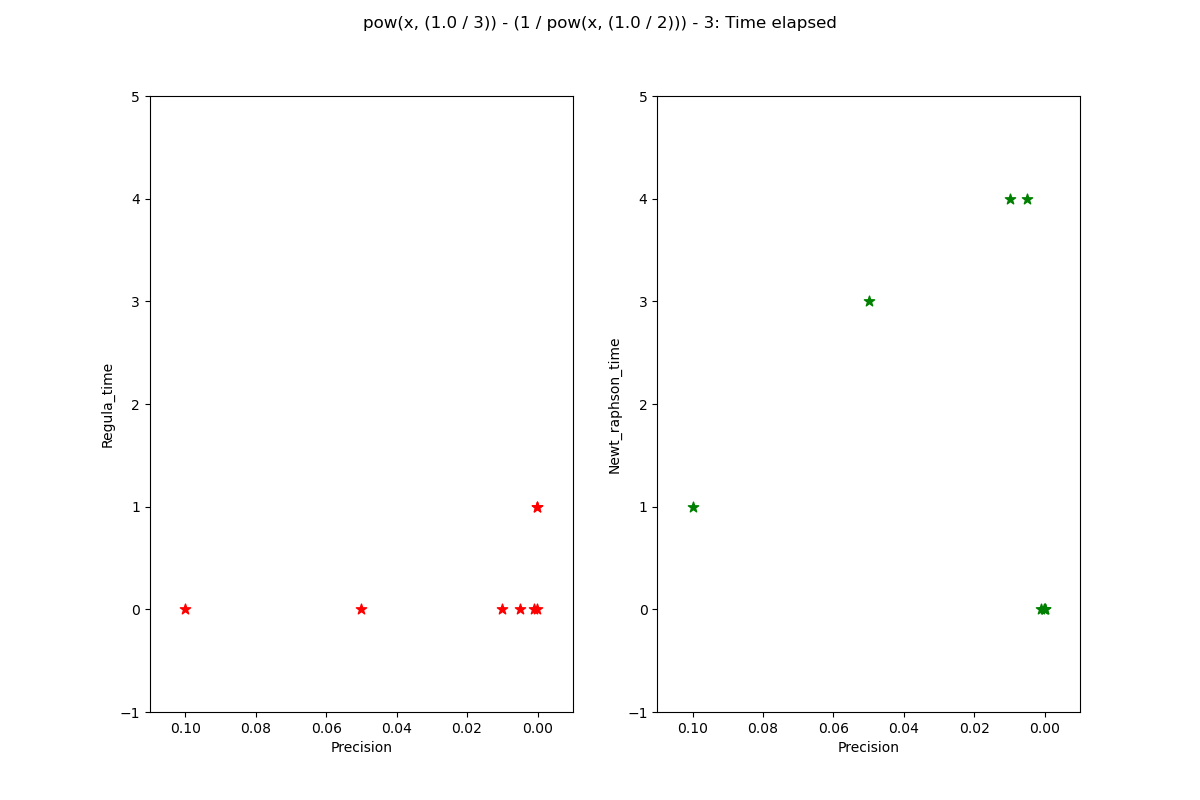 pow(x, (1.0 / 3)) - (1 / pow(x, (1.0 / 2))) - 3: Time elapsed
5
4
3
2
1
0
−1
Regula_time
0.10 0.08 0.06 0.04 0.02 0.00
Precision
5
4
3
2
1
0
−1
Newt_raphson_time
0.10 0.08 0.06 0.04 0.02 0.00
Precision